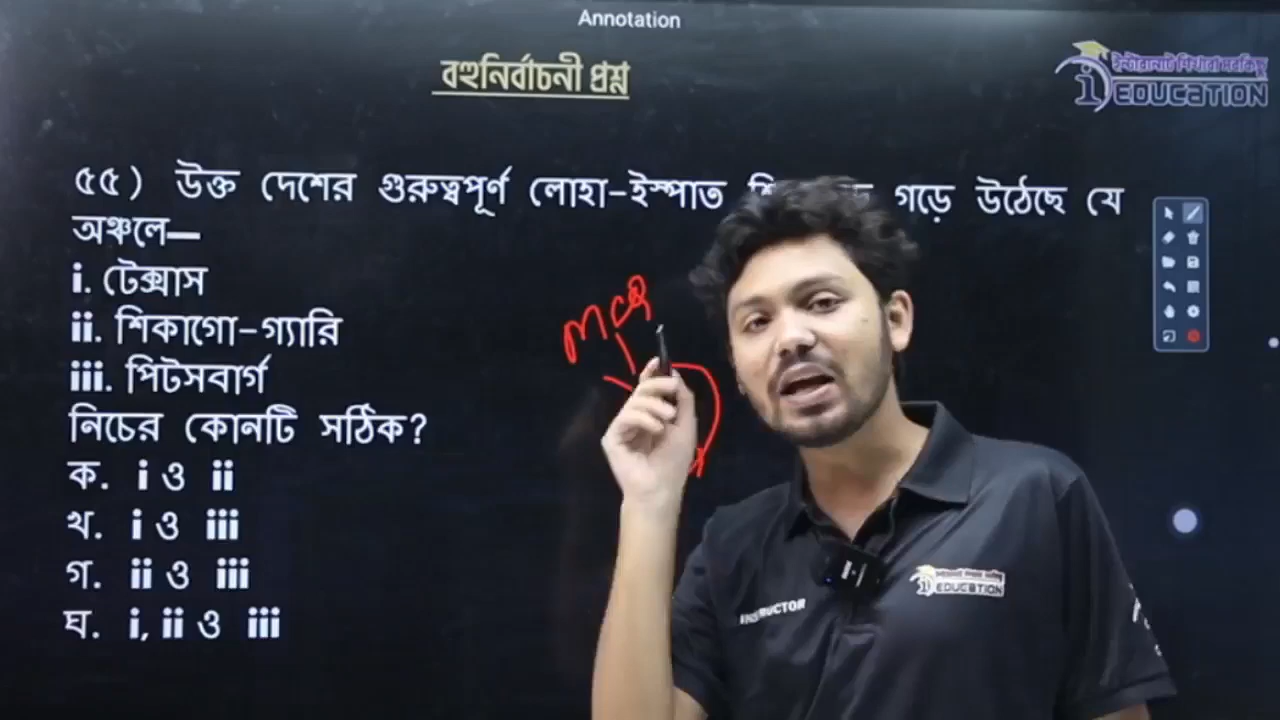 Annotation
বহুনির্বাচনী প্রশ্ন
EDUCATION
৫৫) উক্ত দেশের গুরুত্বপূর্ণ লোহা-ইস্পাত গড়ে উঠেছে যে
অঞ্চলে—
i. টেক্সাস
ii. শিকাগো-গ্যারি
iii. পিটসবার্গ
নিচের কোনটি সঠিক?
ক. i ও ii
খ. i ও iii
গ. ii ও iii
ঘ. i, ii ও iii
MCQ
EDUCATION